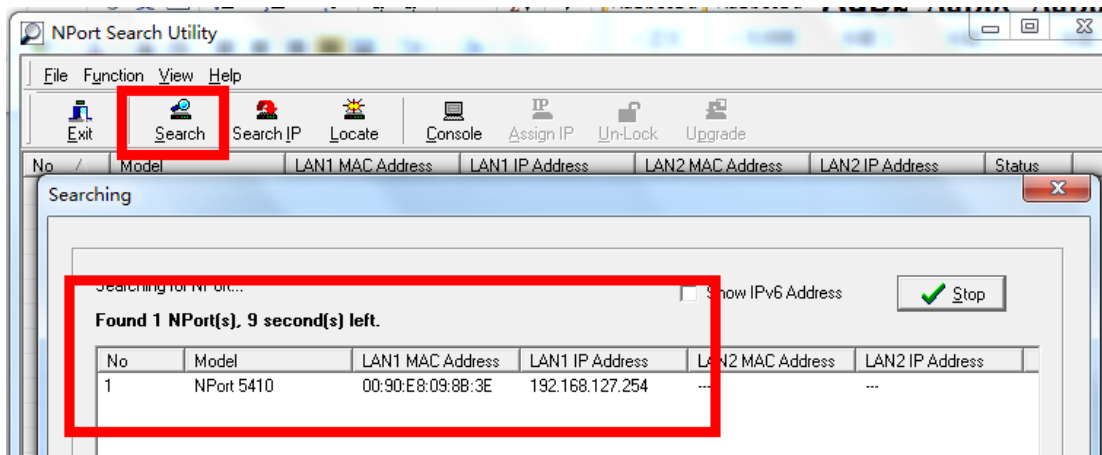 NPort Search Utility
File Function View Help
Exit Search Search IP Locate Console Assign IP Un-Lock Upgrade
No Model LAN1 MAC Address LAN1 IP Address LAN2 MAC Address LAN2 IP Address Status
Searching
Searching for NPort...
Show IPv6 Address
Stop
Found 1 NPort(s), 9 second(s) left.
No Model LAN1 MAC Address LAN1 IP Address LAN2 MAC Address LAN2 IP Address
1 NPort 5410 00:90:E8:09:8B:3E 192.168.127.254 --- ---